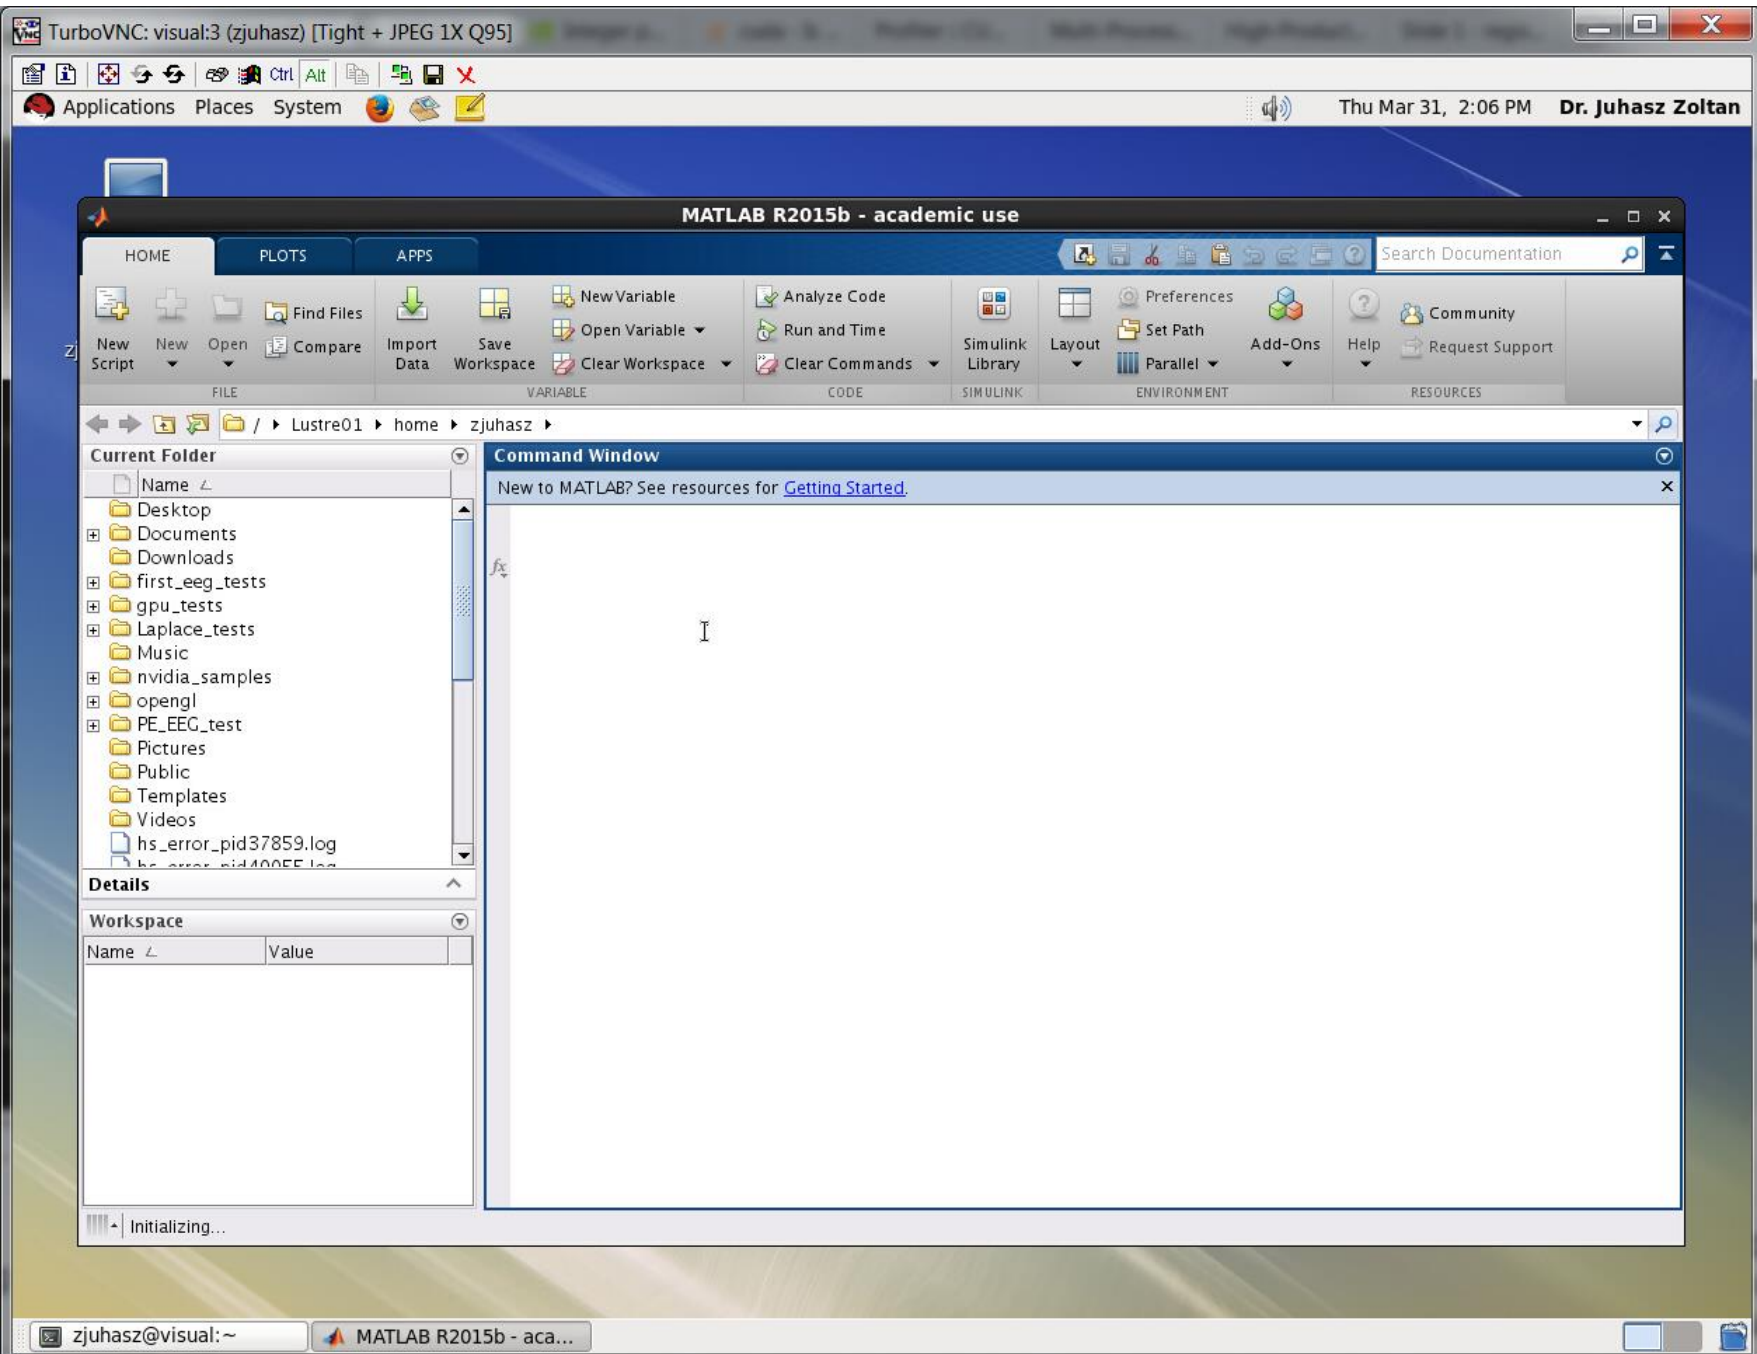 TurboVNC: visual:3 (zjuhasz) [Tight + JPEG 1X Q95]
Ctrl Alt
Applications Places System Thu Mar 31, 2:06 PM Dr. Juhasz Zoltan
MATLAB R2015b - academic use
HOME PLOTS APPS Search Documentation
New Script
New
Open
Find Files
Compare
FILE
Import Data
Save Workspace
New Variable
Open Variable
Clear Workspace
VARIABLE
Analyze Code
Run and Time
Clear Commands
CODE
Simulink Library
SIMULINK
Layout
Preferences
Set Path
Parallel
Add-Ons
ENVIRONMENT
Help
Community
Request Support
RESOURCES
/ Lustre01 home zjuhasz
Current Folder
Name
Desktop
Documents
Downloads
first_eeg_tests
gpu_tests
Laplace_tests
Music
nvidia_samples
opengl
PE_EEG_test
Pictures
Public
Templates
Videos
hs_error_pid37859.log
Details
Workspace
Name Value
Command Window
New to MATLAB? See resources for Getting Started.
fx
Initializing...
zjuhasz@visual:~ MATLAB R2015b - aca...